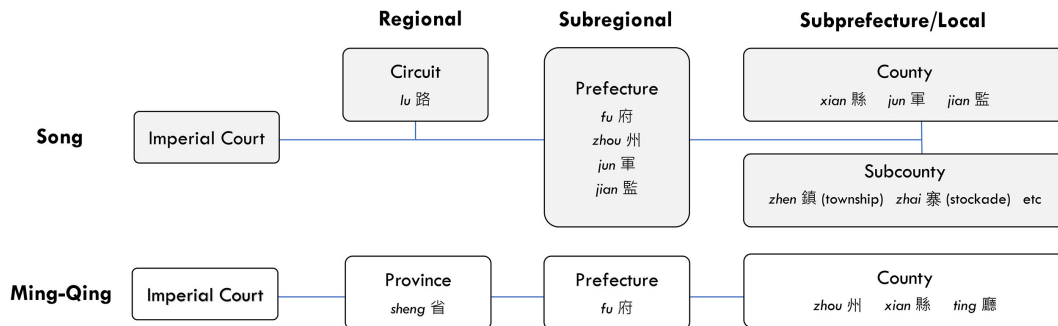 Regional
Subregional
Subprefecture/Local
Song
Imperial Court
Circuit
lu 路
Prefecture
fu 府
zhou 州
jun 軍
jian 監
County
xian 縣 jun 軍 jian 監
Subcounty
zhen 鎮 (township) zhai 寨 (stockade) etc
Ming-Qing
Imperial Court
Province
sheng 省
Prefecture
fu 府
County
zhou 州 xian 縣 ting 廳